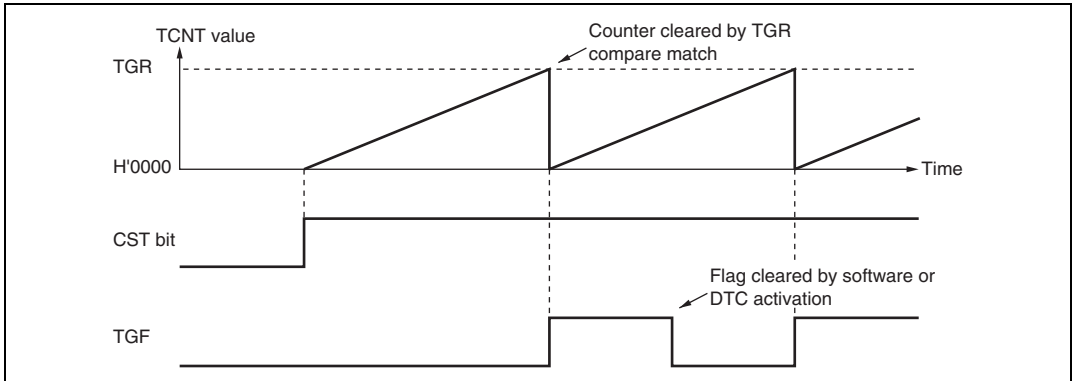 TCNT value
Counter cleared by TGR
compare match
TGR
H'0000
Time
CST bit
Flag cleared by software or
DTC activation
TGF